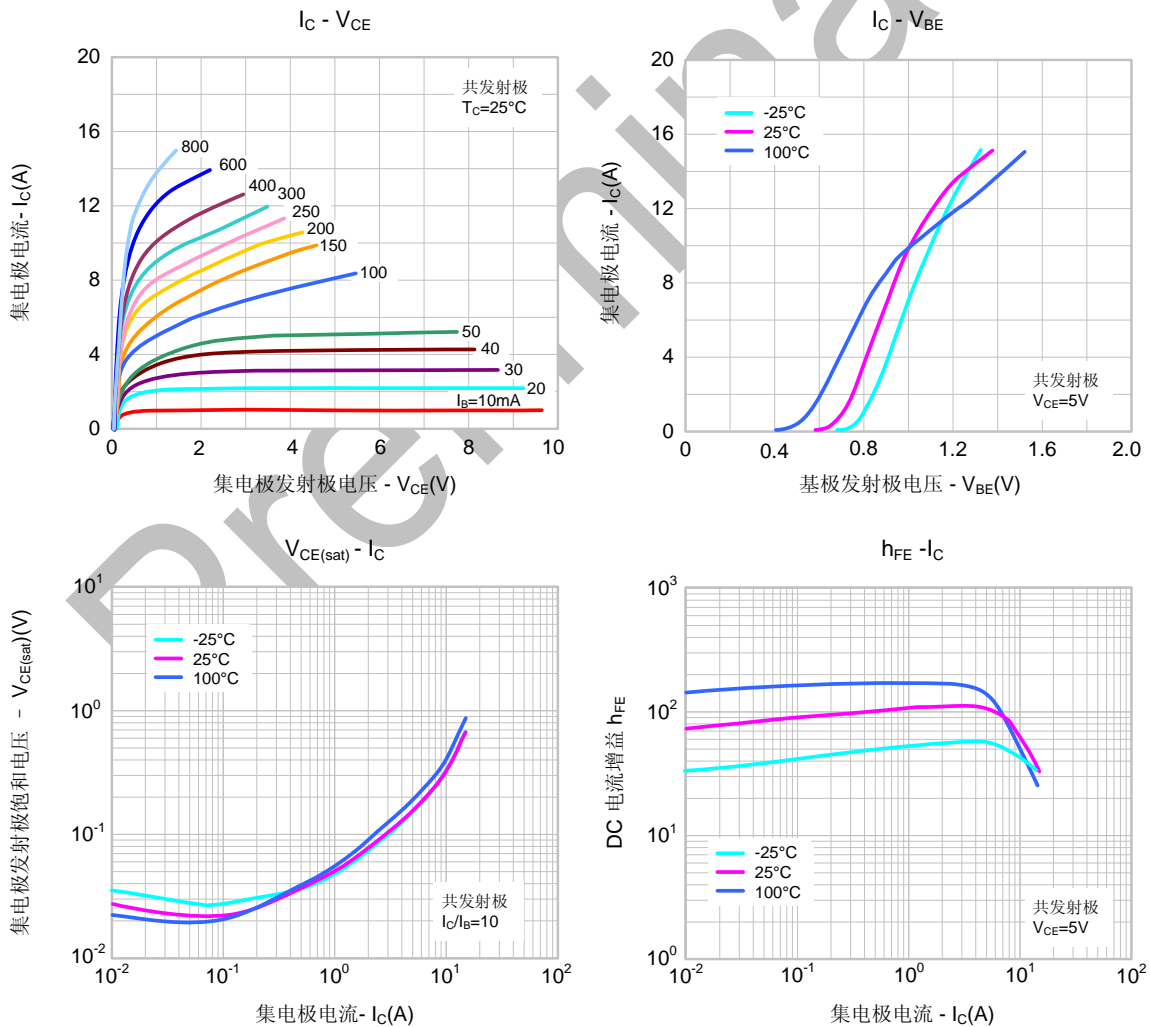 I_C - V_CE
20
16
12
8
4
0
0
2
4
6
8
10
集电极电流- I_C(A)
集电极发射极电压 - V_CE(V)
共发射极
T_C=25°C
800
600
400
300
250
200
150
100
50
40
30
20
I_B=10mA
I_C - V_BE
20
16
12
8
4
0
0
0.4
0.8
1.2
1.6
2.0
集电极电流 - I_C(A)
基极发射极电压 - V_BE(V)
-25°C
25°C
100°C
共发射极
V_CE=5V
V_CE(sat) - I_C
10^1
10^0
10^-1
10^-2
10^-2
10^-1
10^0
10^1
10^2
集电极发射极饱和电压 – V_CE(sat)(V)
集电极电流- I_C(A)
-25°C
25°C
100°C
共发射极
I_C/I_B=10
h_FE -I_C
10^3
10^2
10^1
10^0
10^-2
10^-1
10^0
10^1
10^2
DC 电流增益 h_FE
集电极电流 - I_C(A)
-25°C
25°C
100°C
共发射极
V_CE=5V